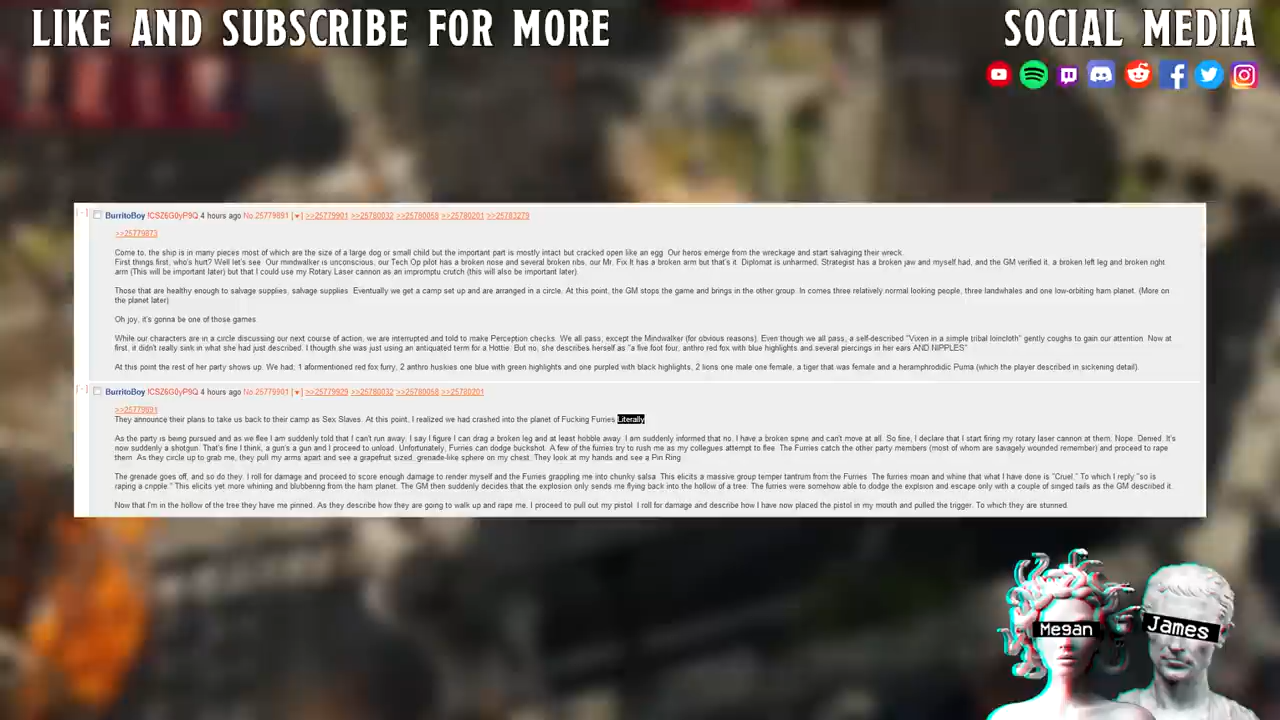 LIKE AND SUBSCRIBE FOR MORE
SOCIAL MEDIA
[-] BurritoBoy !CSZ6G0yP9Q 4 hours ago No.25779891 [▾] >>25779901 >>25780032 >>25780058 >>25780201 >>25783279
>>25779873
Come to, the ship is in many pieces most of which are the size of a large dog or small child but the important part is mostly intact but cracked open like an egg. Our heros emerge from the wreckage and start salvaging their wreck.
First things first, who's hurt? Well let's see. Our mindwalker is unconscious, our Tech Op pilot has a broken nose and several broken ribs, our Mr. Fix It has a broken arm but that's it. Diplomat is unharmed, Strategist has a broken jaw and myself had, and the GM verified it, a broken left leg and broken right
arm (This will be important later) but that I could use my Rotary Laser cannon as an impromptu crutch (this will also be important later).
Those that are healthy enough to salvage supplies, salvage supplies. Eventually we get a camp set up and are arranged in a circle. At this point, the GM stops the game and brings in the other group. In comes three relatively normal looking people, three landwhales and one low-orbiting ham planet. (More on
the planet later)
Oh joy, it's gonna be one of those games.
While our characters are in a circle discussing our next course of action, we are interrupted and told to make Perception checks. We all pass, except the Mindwalker (for obvious reasons). Even though we all pass, a self-described "Vixen in a simple tribal loincloth" gently coughs to gain our attention. Now at
first, it didn't really sink in what she had just described. I thougth she was just using an antiquated term for a Hottie. But no, she describes herself as "a five foot four, anthro red fox with blue highlights and several piercings in her ears AND NIPPLES"
At this point the rest of her party shows up. We had; 1 aformentioned red fox furry, 2 anthro huskies one blue with green highlights and one purpled with black highlights, 2 lions one male one female, a tiger that was female and a heramphrodidic Puma (which the player described in sickening detail).
[-] BurritoBoy !CSZ6G0yP9Q 4 hours ago No.25779901 [▾] >>25779929 >>25780032 >>25780058 >>25780201
>>25779891
They announce their plans to take us back to their camp as Sex Slaves. At this point, I realized we had crashed into the planet of Fucking Furries. Literally
As the party is being pursued and as we flee I am suddenly told that I can't run away. I say I figure I can drag a broken leg and at least hobble away. I am suddenly informed that no, I have a broken spine and can't move at all. So fine, I declare that I start firing my rotary laser cannon at them. Nope. Denied. It's
now suddenly a shotgun. That's fine I think, a gun's a gun and I proceed to unload. Unfortunately, Furries can dodge buckshot. A few of the furries try to rush me as my collegues attempt to flee. The Furries catch the other party members (most of whom are savagely wounded remember) and proceed to rape
them. As they circle up to grab me, they pull my arms apart and see a grapefruit sized, grenade-like sphere on my chest. They look at my hands and see a Pin Ring.
The grenade goes off, and so do they. I roll for damage and proceed to score enough damage to render myself and the Furries grappling me into chunky salsa. This elicits a massive group temper tantrum from the Furries. The furries moan and whine that what I have done is "Cruel," To which I reply "so is
raping a cripple." This elicits yet more whining and blubbering from the ham planet. The GM then suddenly decides that the explosion only sends me flying back into the hollow of a tree. The furries were somehow able to dodge the explsion and escape only with a couple of singed tails as the GM described it.
Now that I'm in the hollow of the tree they have me pinned. As they describe how they are going to walk up and rape me, I proceed to pull out my pistol. I roll for damage and describe how I have now placed the pistol in my mouth and pulled the trigger. To which they are stunned.
Megan
James